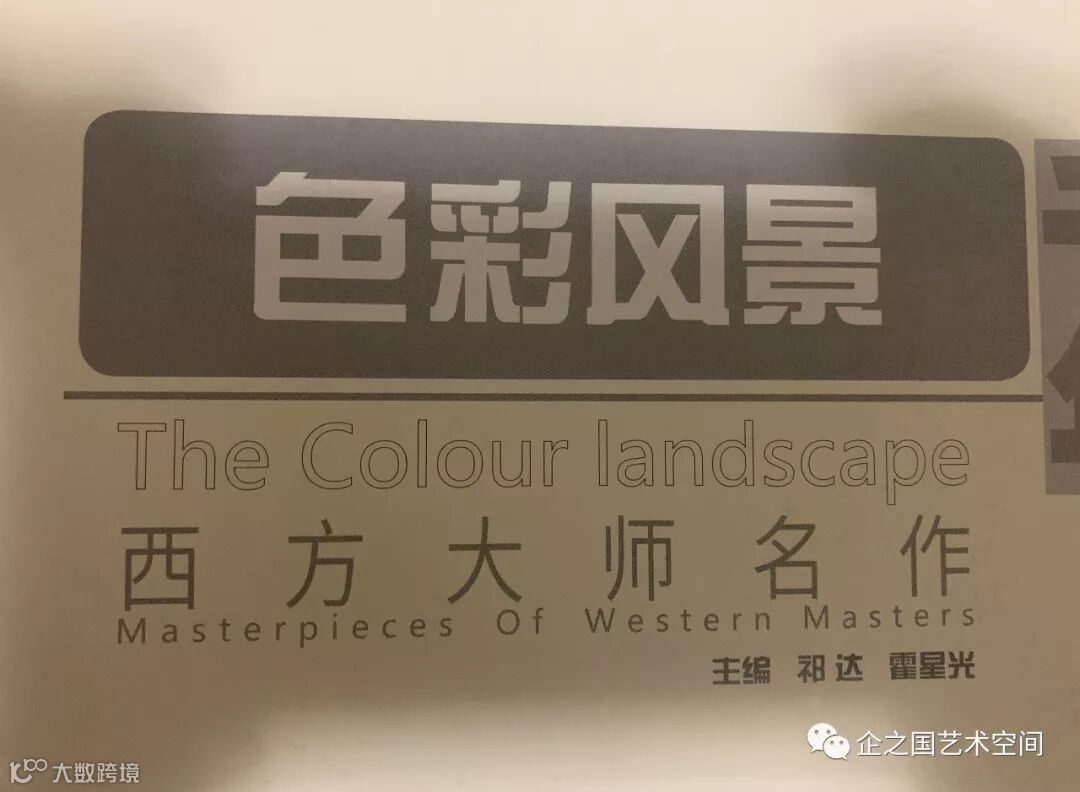 色彩风景
The Colour landscape
西方大师名作
Masterpieces Of Western Masters
主编 祁达 霍星光
企之国艺术空间
大数跨境